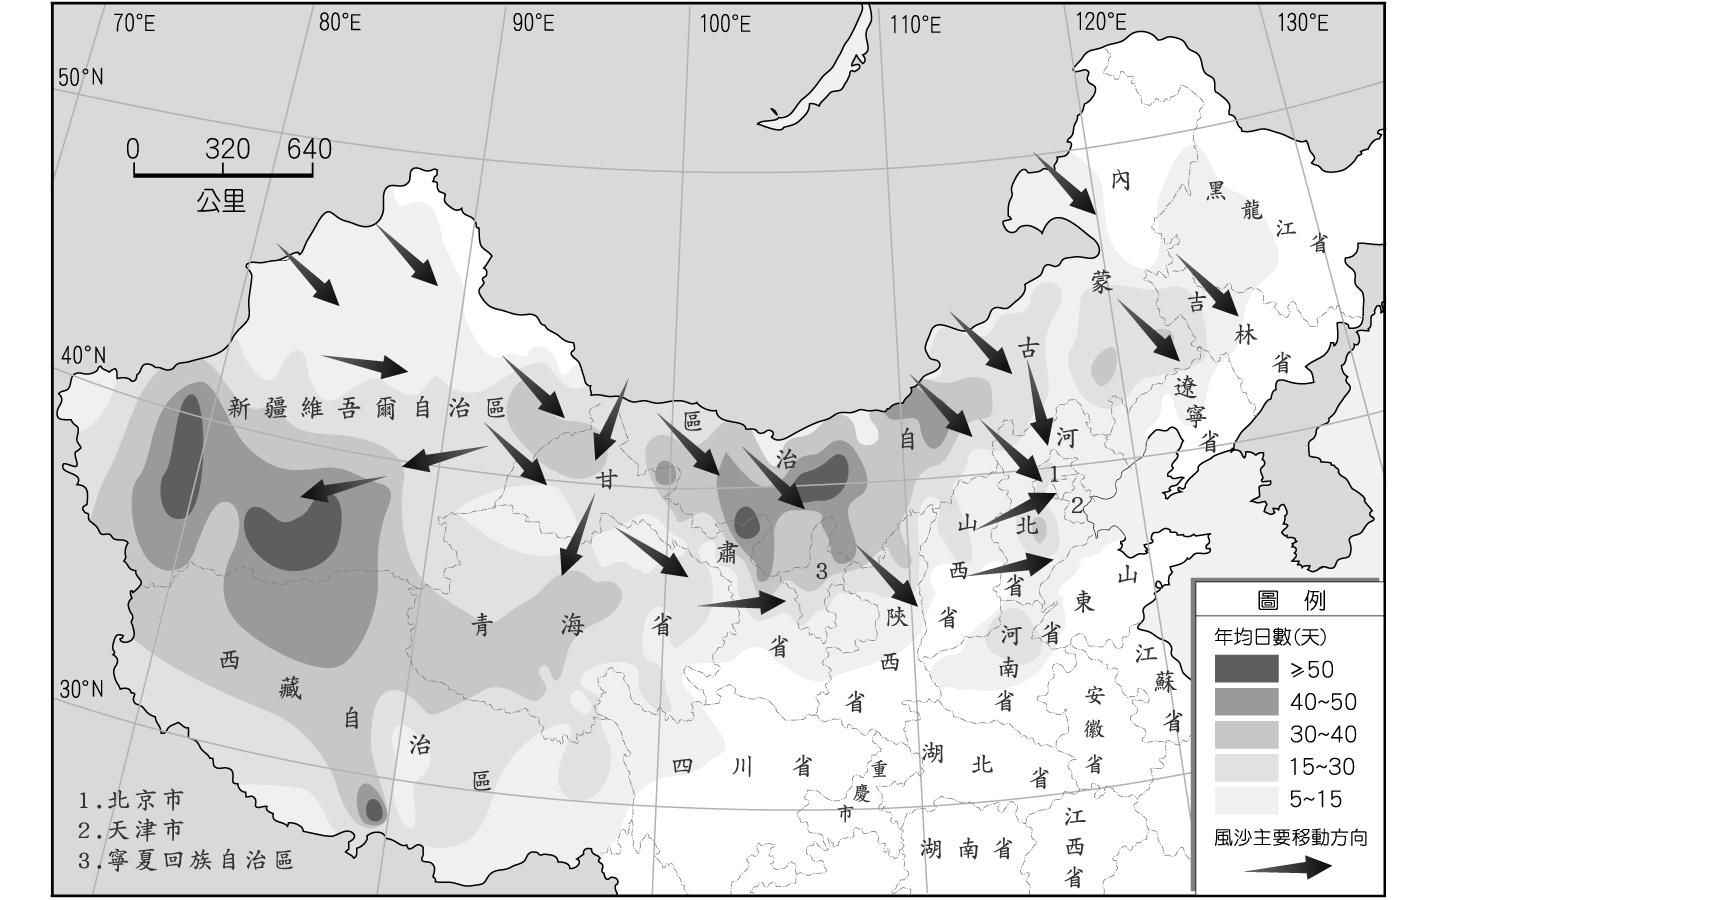 70°E 80°E 90°E 100°E 110°E 120°E 130°E
50°N
40°N
30°N
0 320 640
公里
新疆維吾爾自治區
西藏自治區
青海省
甘肅省
內蒙古自治區
黑龍江省
吉林省
遼寧省
河北省
山西省
陝西省
山東省
河南省
江蘇省
安徽省
四川省
重慶市
湖北省
湖南省
江西省
1
2
3
1.北京市
2.天津市
3.寧夏回族自治區
圖例
年均日數(天)
≥50
40~50
30~40
15~30
5~15
風沙主要移動方向